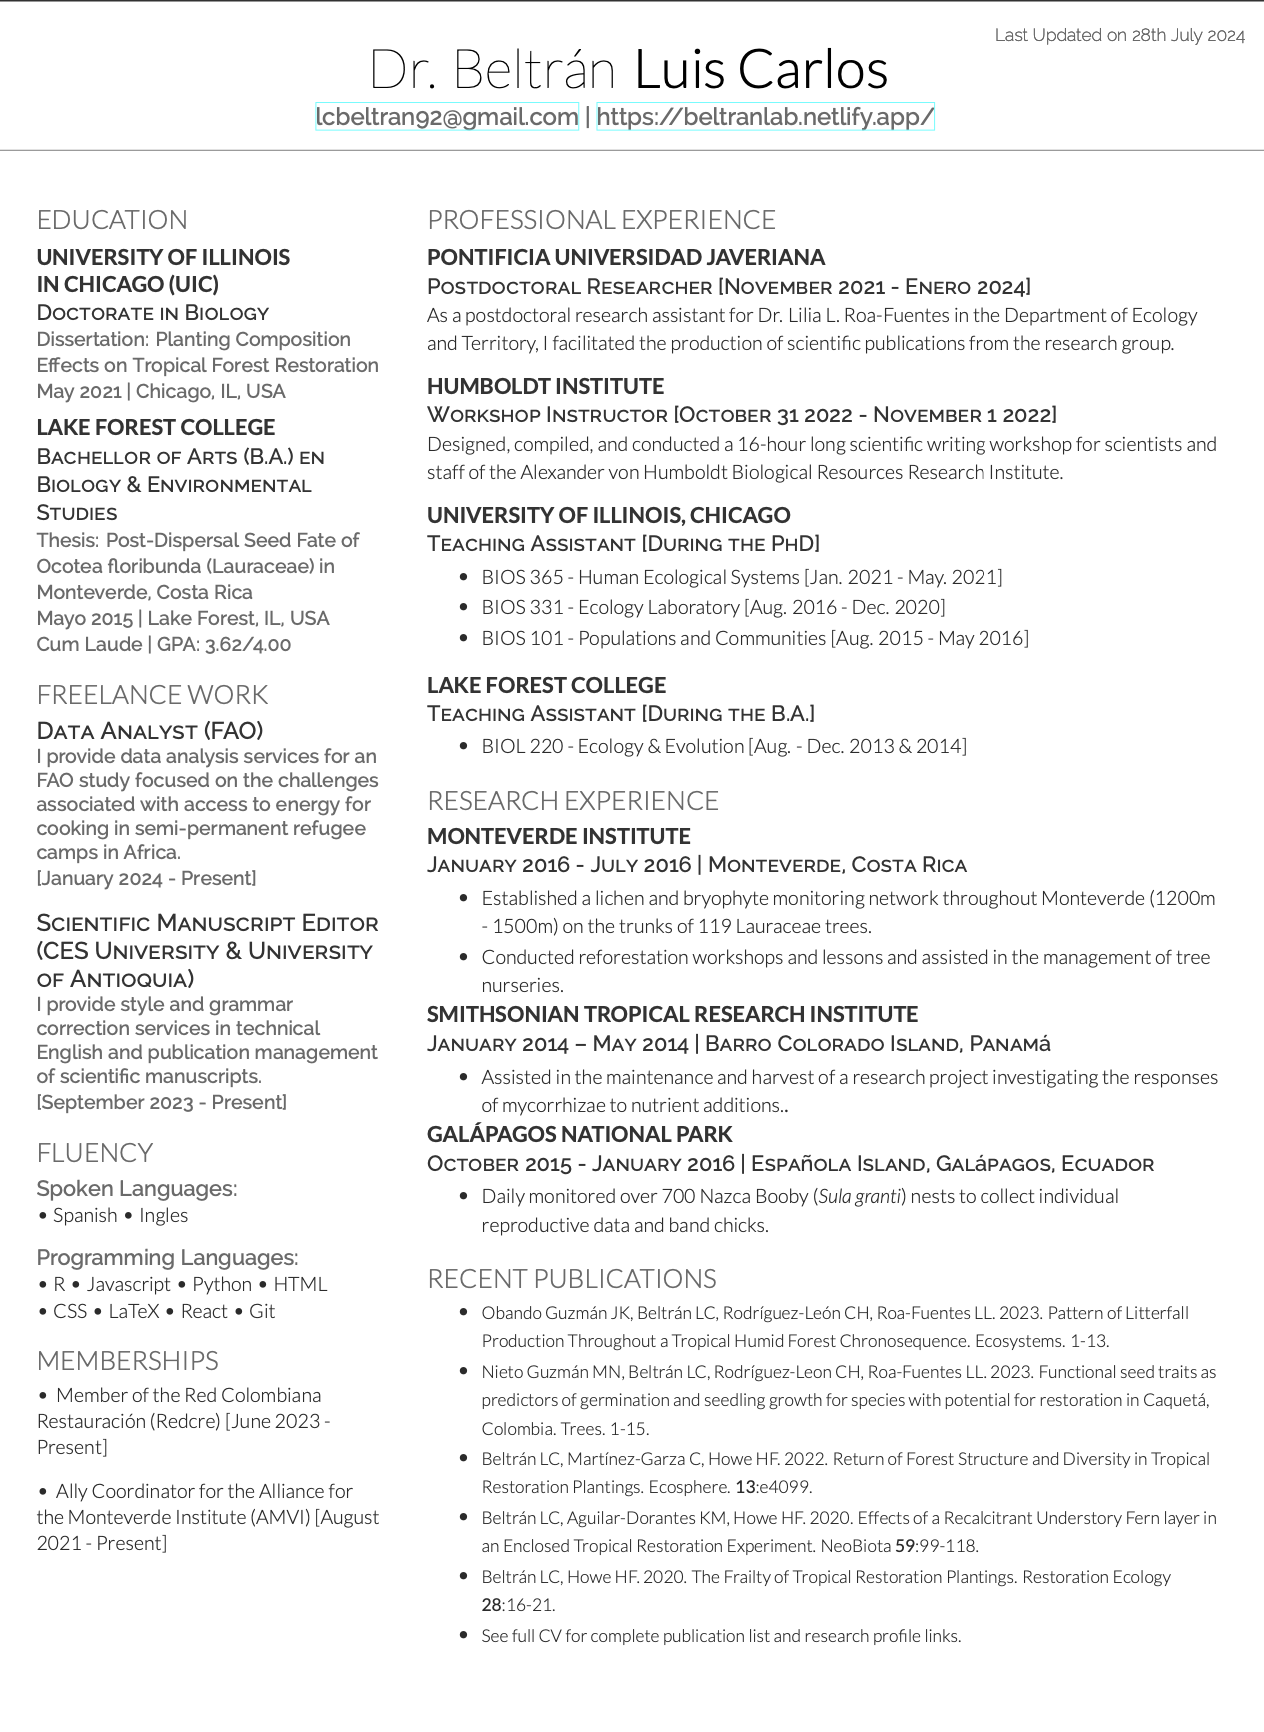 Last Updated on 28th July 2024
Dr. Beltrán Luis Carlos
lcbeltran92@gmail.com | https://beltranlab.netlify.app/
EDUCATION
UNIVERSITY OF ILLINOIS
IN CHICAGO (UIC)
Doctorate in Biology
Dissertation: Planting Composition
Effects on Tropical Forest Restoration
May 2021 | Chicago, IL, USA
LAKE FOREST COLLEGE
Bachellor of Arts (B.A.) en
Biology & Environmental
Studies
Thesis: Post-Dispersal Seed Fate of
Ocotea floribunda (Lauraceae) in
Monteverde, Costa Rica
Mayo 2015 | Lake Forest, IL, USA
Cum Laude | GPA: 3.62/4.00
FREELANCE WORK
Data Analyst (FAO)
I provide data analysis services for an
FAO study focused on the challenges
associated with access to energy for
cooking in semi-permanent refugee
camps in Africa.
[January 2024 - Present]
Scientific Manuscript Editor
(CES University & University
of Antioquia)
I provide style and grammar
correction services in technical
English and publication management
of scientific manuscripts.
[September 2023 - Present]
FLUENCY
Spoken Languages:
• Spanish • Ingles
Programming Languages:
• R • Javascript • Python • HTML
• CSS • LaTeX • React • Git
MEMBERSHIPS
• Member of the Red Colombiana
Restauración (Redcre) [June 2023 -
Present]
• Ally Coordinator for the Alliance for
the Monteverde Institute (AMVI) [August
2021 - Present]
PROFESSIONAL EXPERIENCE
PONTIFICIA UNIVERSIDAD JAVERIANA
Postdoctoral Researcher [November 2021 - Enero 2024]
As a postdoctoral research assistant for Dr. Lilia L. Roa-Fuentes in the Department of Ecology
and Territory, I facilitated the production of scientific publications from the research group.
HUMBOLDT INSTITUTE
Workshop Instructor [October 31 2022 - November 1 2022]
Designed, compiled, and conducted a 16-hour long scientific writing workshop for scientists and
staff of the Alexander von Humboldt Biological Resources Research Institute.
UNIVERSITY OF ILLINOIS, CHICAGO
Teaching Assistant [During the PhD]
• BIOS 365 - Human Ecological Systems [Jan. 2021 - May. 2021]
• BIOS 331 - Ecology Laboratory [Aug. 2016 - Dec. 2020]
• BIOS 101 - Populations and Communities [Aug. 2015 - May 2016]
LAKE FOREST COLLEGE
Teaching Assistant [During the B.A.]
• BIOL 220 - Ecology & Evolution [Aug. - Dec. 2013 & 2014]
RESEARCH EXPERIENCE
MONTEVERDE INSTITUTE
January 2016 - July 2016 | Monteverde, Costa Rica
• Established a lichen and bryophyte monitoring network throughout Monteverde (1200m
- 1500m) on the trunks of 119 Lauraceae trees.
• Conducted reforestation workshops and lessons and assisted in the management of tree
nurseries.
SMITHSONIAN TROPICAL RESEARCH INSTITUTE
January 2014 – May 2014 | Barro Colorado Island, Panamá
• Assisted in the maintenance and harvest of a research project investigating the responses
of mycorrhizae to nutrient additions..
GALÁPAGOS NATIONAL PARK
October 2015 - January 2016 | Española Island, Galápagos, Ecuador
• Daily monitored over 700 Nazca Booby (Sula granti) nests to collect individual
reproductive data and band chicks.
RECENT PUBLICATIONS
• Obando Guzmán JK, Beltrán LC, Rodríguez-León CH, Roa-Fuentes LL. 2023. Pattern of Litterfall
Production Throughout a Tropical Humid Forest Chronosequence. Ecosystems. 1-13.
• Nieto Guzmán MN, Beltrán LC, Rodríguez-Leon CH, Roa-Fuentes LL. 2023. Functional seed traits as
predictors of germination and seedling growth for species with potential for restoration in Caquetá,
Colombia. Trees. 1-15.
• Beltrán LC, Martínez-Garza C, Howe HF. 2022. Return of Forest Structure and Diversity in Tropical
Restoration Plantings. Ecosphere. 13:e4099.
• Beltrán LC, Aguilar-Dorantes KM, Howe HF. 2020. Effects of a Recalcitrant Understory Fern layer in
an Enclosed Tropical Restoration Experiment. NeoBiota 59:99-118.
• Beltrán LC, Howe HF. 2020. The Frailty of Tropical Restoration Plantings. Restoration Ecology
28:16-21.
• See full CV for complete publication list and research profile links.